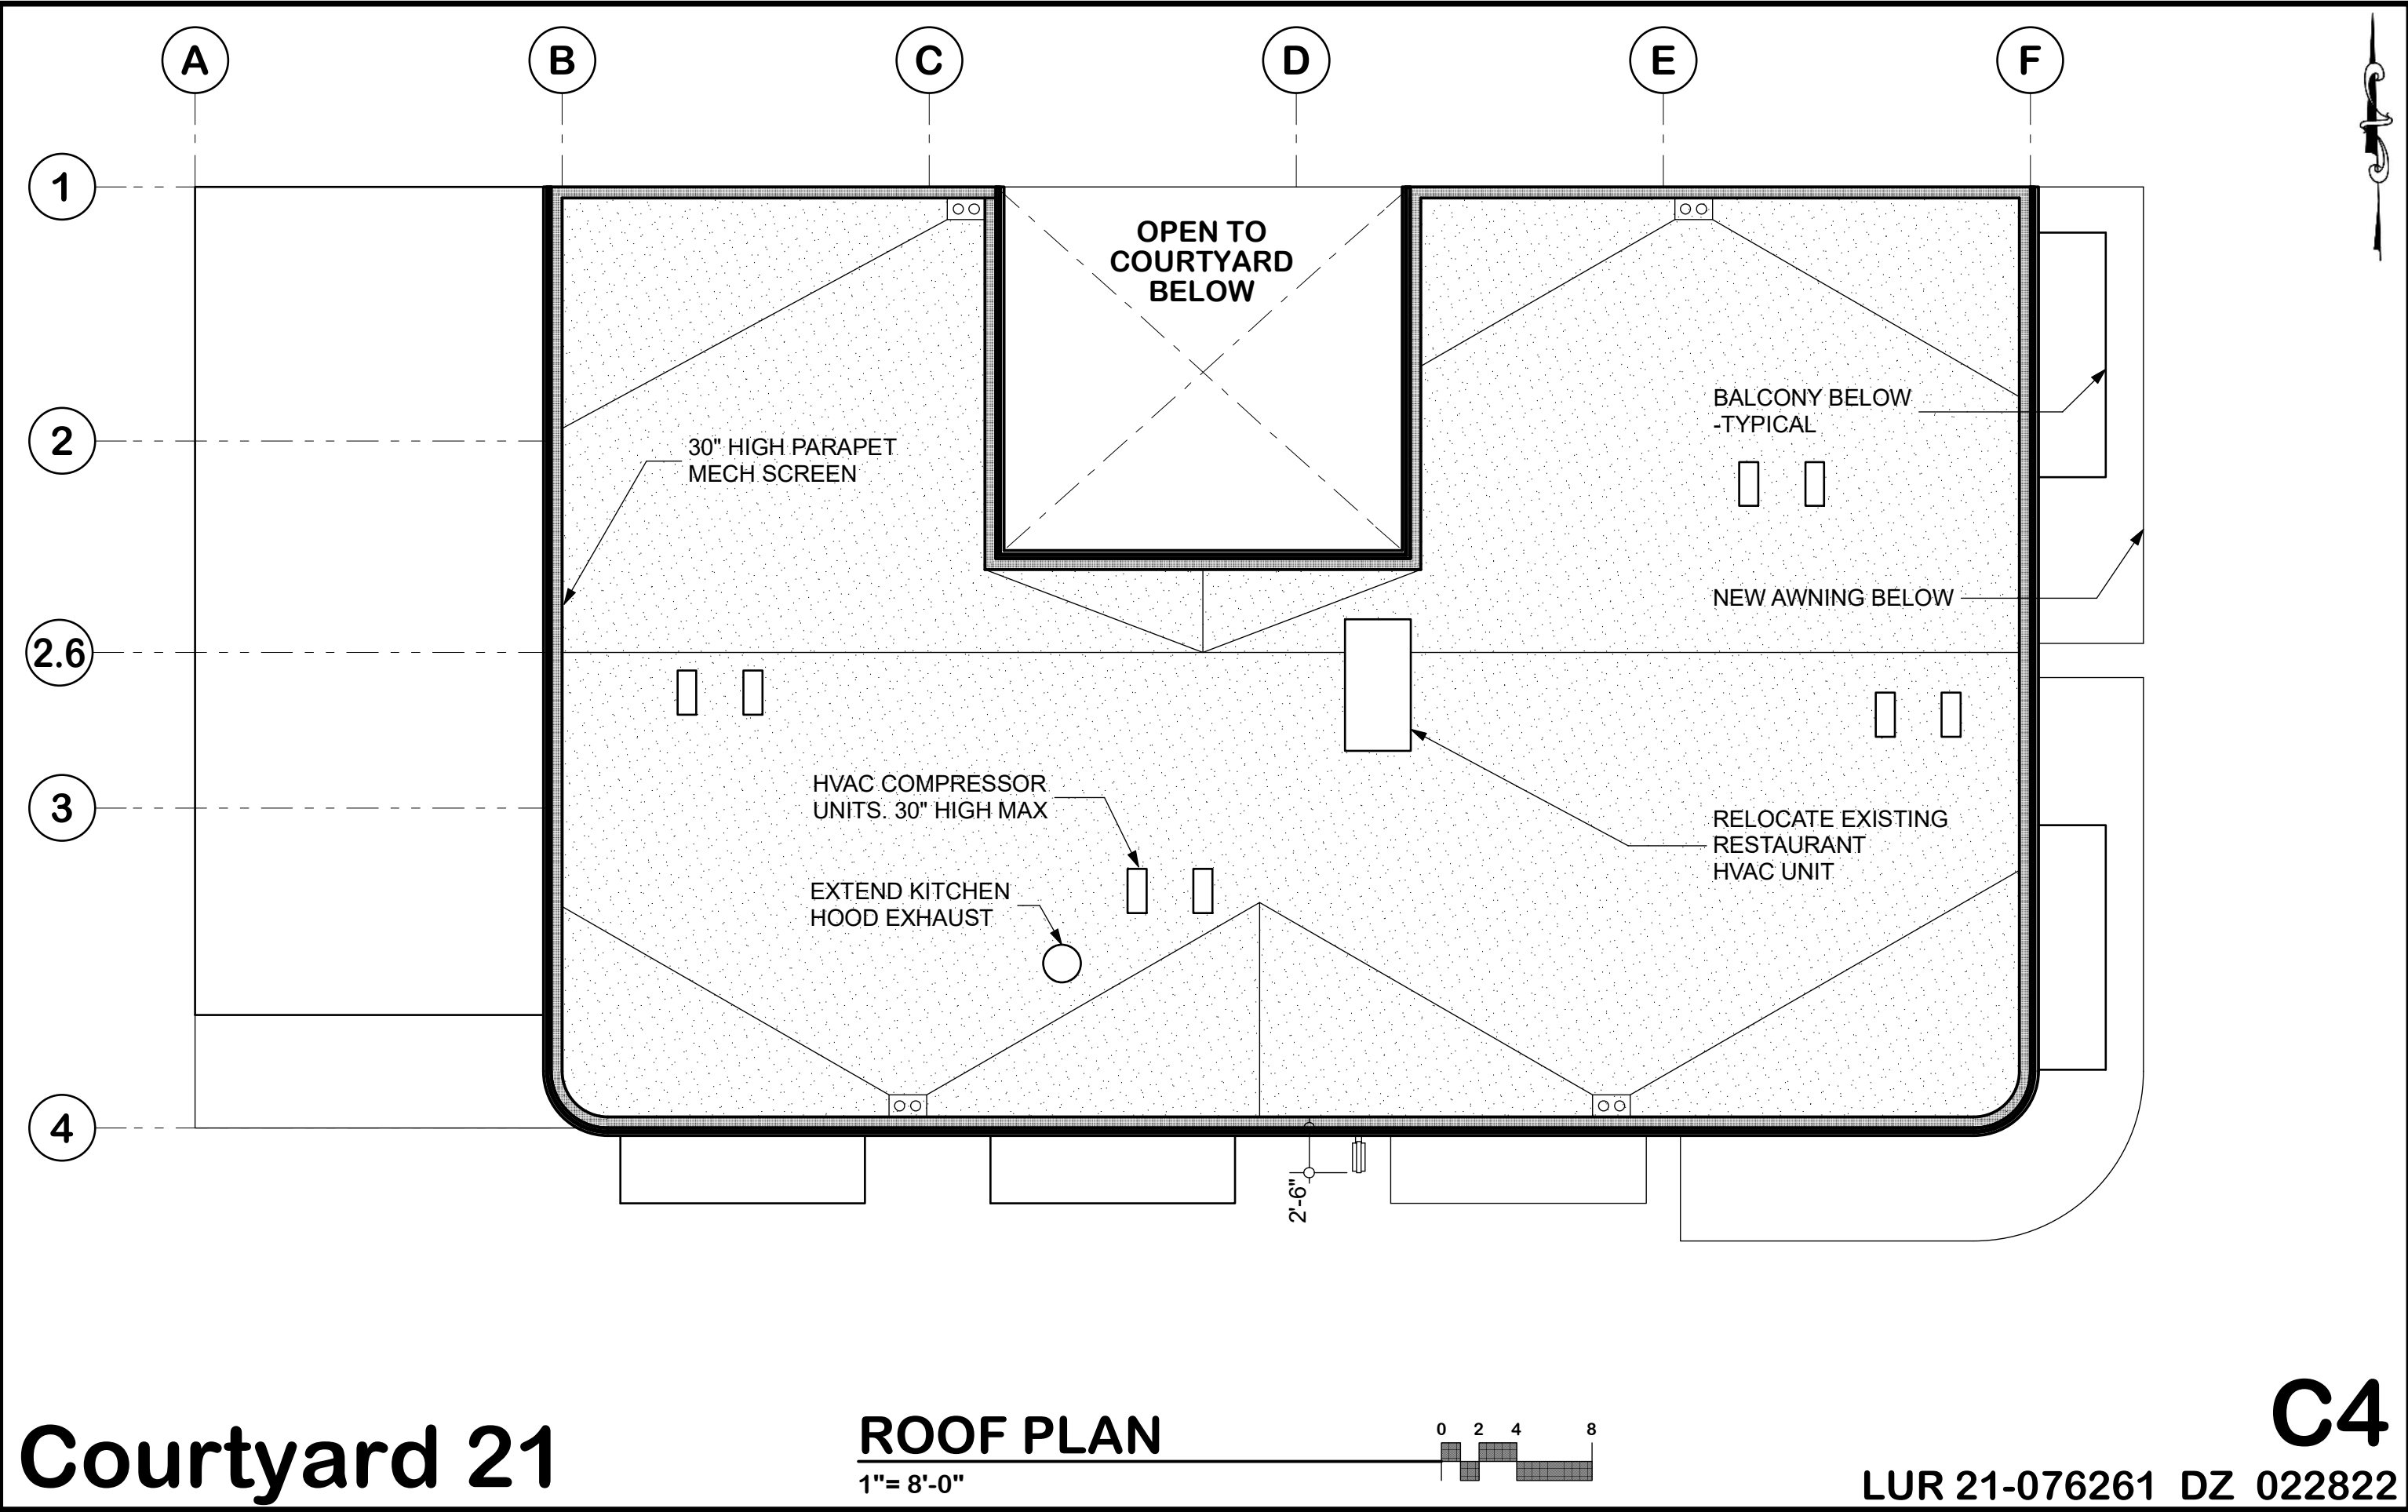 A B C D E F
1
OPEN TO
COURTYARD
BELOW
BALCONY BELOW
-TYPICAL
2
30" HIGH PARAPET
MECH SCREEN
NEW AWNING BELOW
2.6
HVAC COMPRESSOR
UNITS. 30" HIGH MAX
3
RELOCATE EXISTING
RESTAURANT
HVAC UNIT
EXTEND KITCHEN
HOOD EXHAUST
4
2'-6"
Courtyard 21
ROOF PLAN
1"= 8'-0"
0 2 4 8
C4
LUR 21-076261 DZ 022822